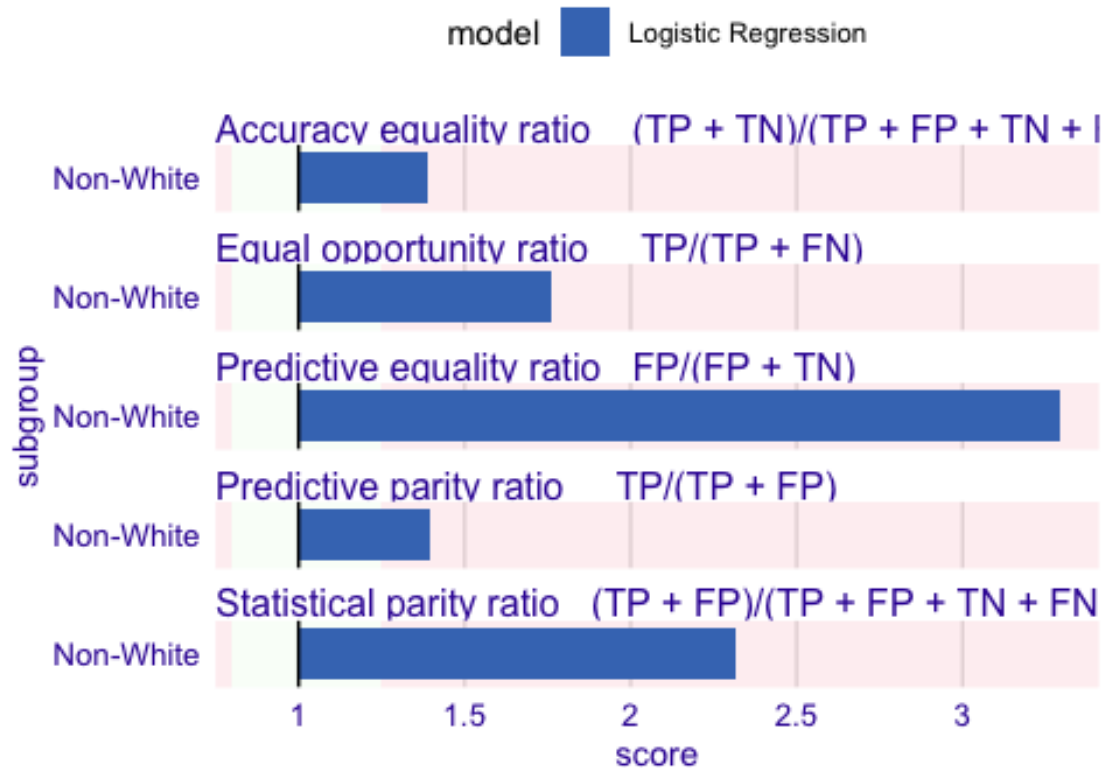 model Logistic Regression
Accuracy equality ratio (TP + TN)/(TP + FP + TN +
Non-White
Equal opportunity ratio TP/(TP + FN)
Non-White
Predictive equality ratio FP/(FP + TN)
Non-White
Predictive parity ratio TP/(TP + FP)
Non-White
Statistical parity ratio (TP + FP)/(TP + FP + TN + FN
Non-White
subgroup
1 1.5 2 2.5 3
score